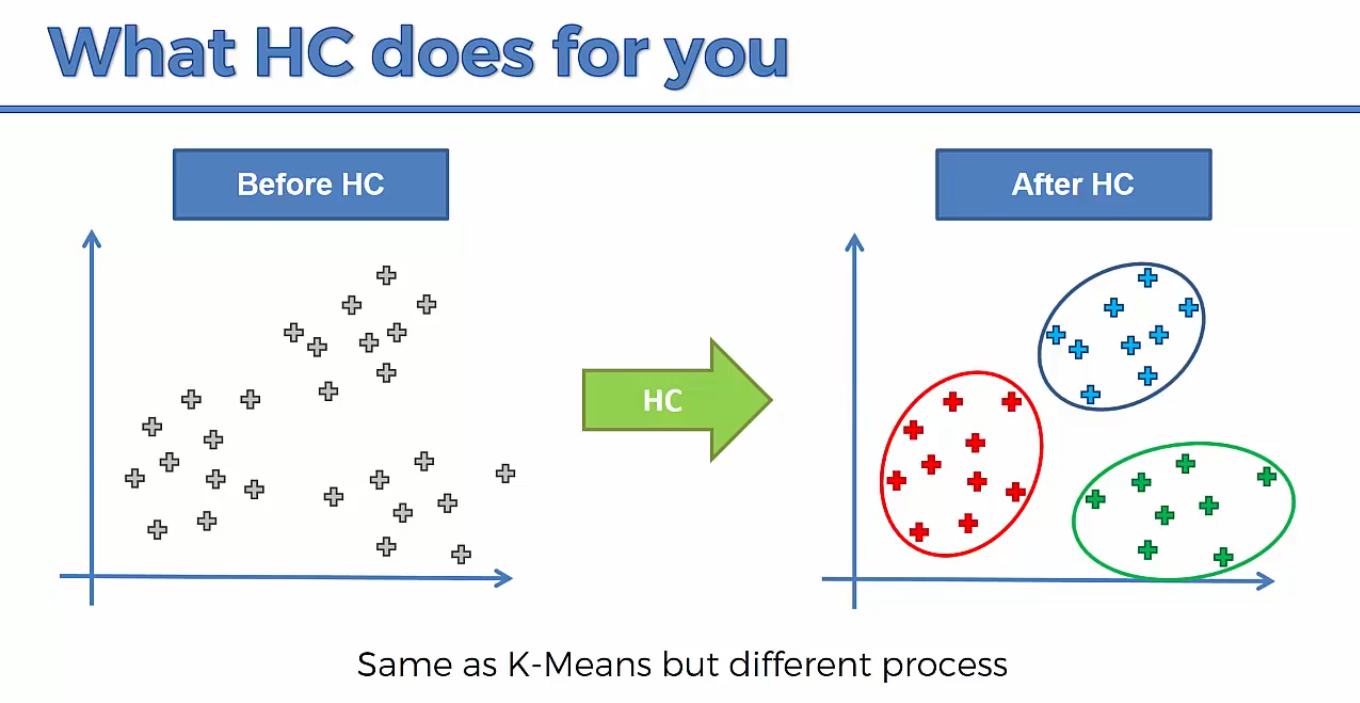 What HC does for you
Before HC
After HC
HC
Same as K-Means but different process